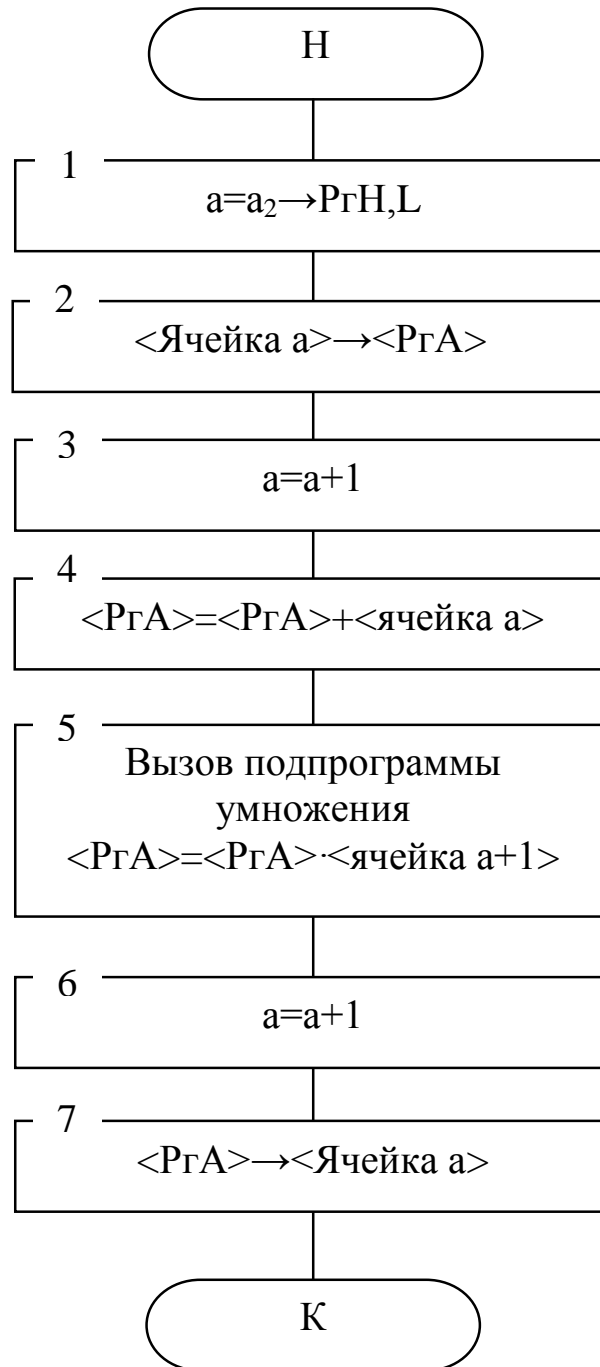 Н
1
a=a₂→РгH,L
2
<Ячейка а>→<РгА>
3
а=а+1
4
<РгА>=<РгА>+<ячейка а>
5
Вызов подпрограммы
умножения
<РгА>=<РгА>·<ячейка а+1>
6
а=а+1
7
<РгА>→<Ячейка а>
К